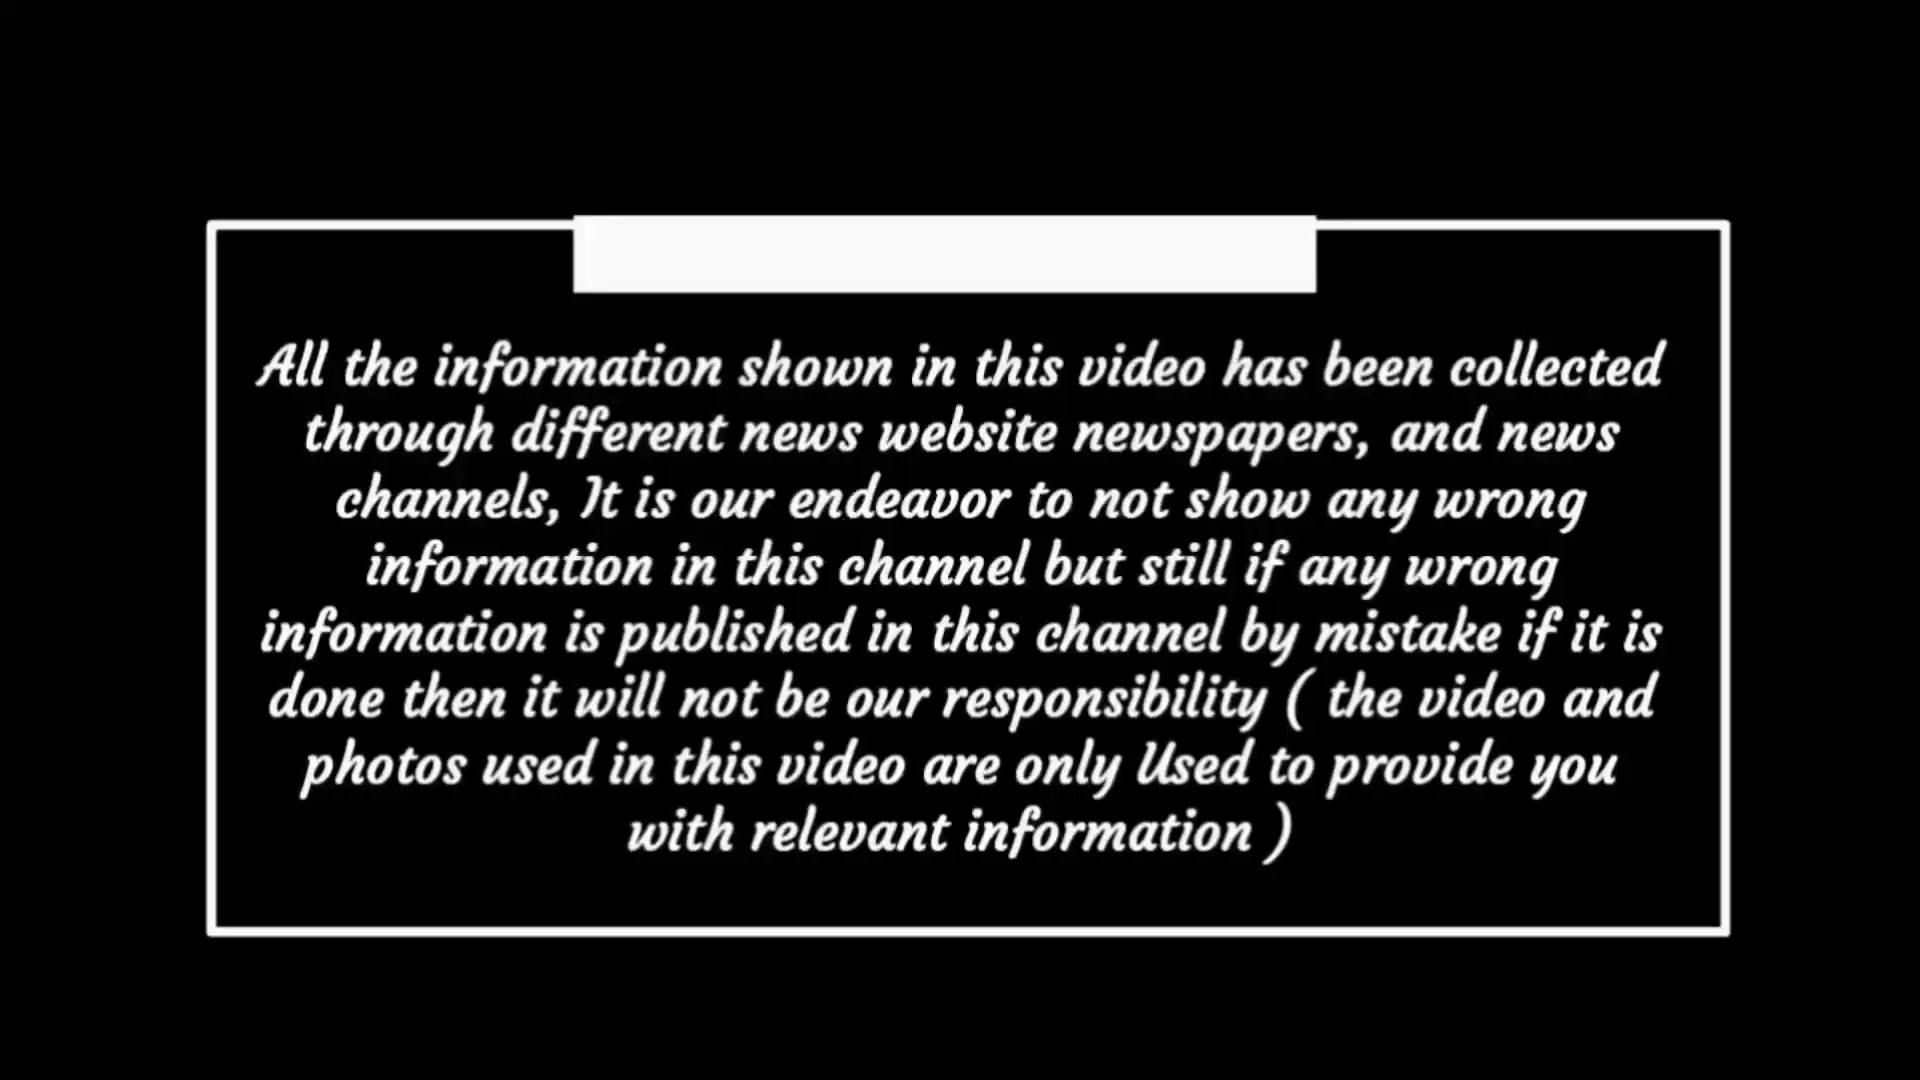 All the information shown in this video has been collected
through different news website newspapers, and news
channels, It is our endeavor to not show any wrong
information in this channel but still if any wrong
information is published in this channel by mistake if it is
done then it will not be our responsibility ( the video and
photos used in this video are only Used to provide you
with relevant information )